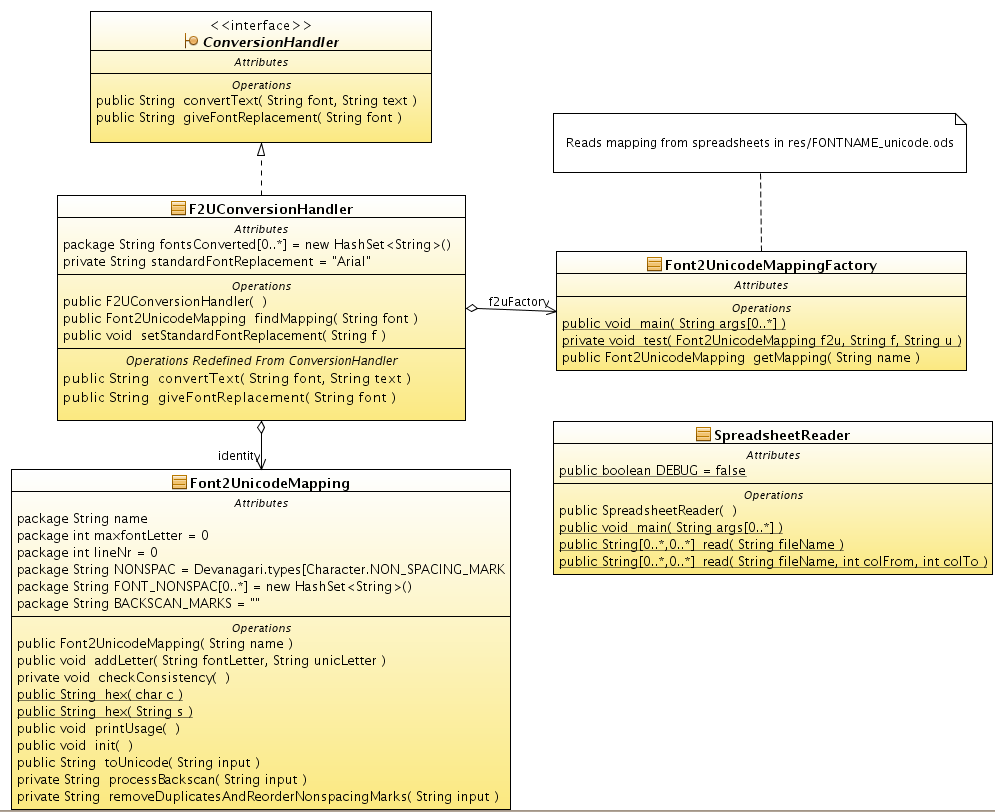 <<interface>>
ConversionHandler
Attributes
Operations
public String convertText( String font, String text )
public String giveFontReplacement( String font )
Reads mapping from spreadsheets in res/FONTNAME_unicode.ods
F2UConversionHandler
Attributes
package String fontsConverted[0..*] = new HashSet<String>()
private String standardFontReplacement = "Arial"
Operations
public F2UConversionHandler( )
public Font2UnicodeMapping findMapping( String font )
public void setStandardFontReplacement( String f )
Operations Redefined From ConversionHandler
public String convertText( String font, String text )
public String giveFontReplacement( String font )
f2uFactory
Font2UnicodeMappingFactory
Attributes
Operations
public void main( String args[0..*] )
private void test( Font2UnicodeMapping f2u, String f, String u )
public Font2UnicodeMapping getMapping( String name )
identity
Font2UnicodeMapping
Attributes
package String name
package int maxfontLetter = 0
package int lineNr = 0
package String NONSPAC = Devanagari.types[Character.NON_SPACING_MARK
package String FONT_NONSPAC[0..*] = new HashSet<String>()
package String BACKSCAN_MARKS = ""
Operations
public Font2UnicodeMapping( String name )
public void addLetter( String fontLetter, String unicLetter )
private void checkConsistency( )
public String hex( char c )
public String hex( String s )
public void printUsage( )
public void init( )
public String toUnicode( String input )
private String processBackscan( String input )
private String removeDuplicatesAndReorderNonspacingMarks( String input )
SpreadsheetReader
Attributes
public boolean DEBUG = false
Operations
public SpreadsheetReader( )
public void main( String args[0..*] )
public String[0..*,0..*] read( String fileName )
public String[0..*,0..*] read( String fileName, int colFrom, int colTo )